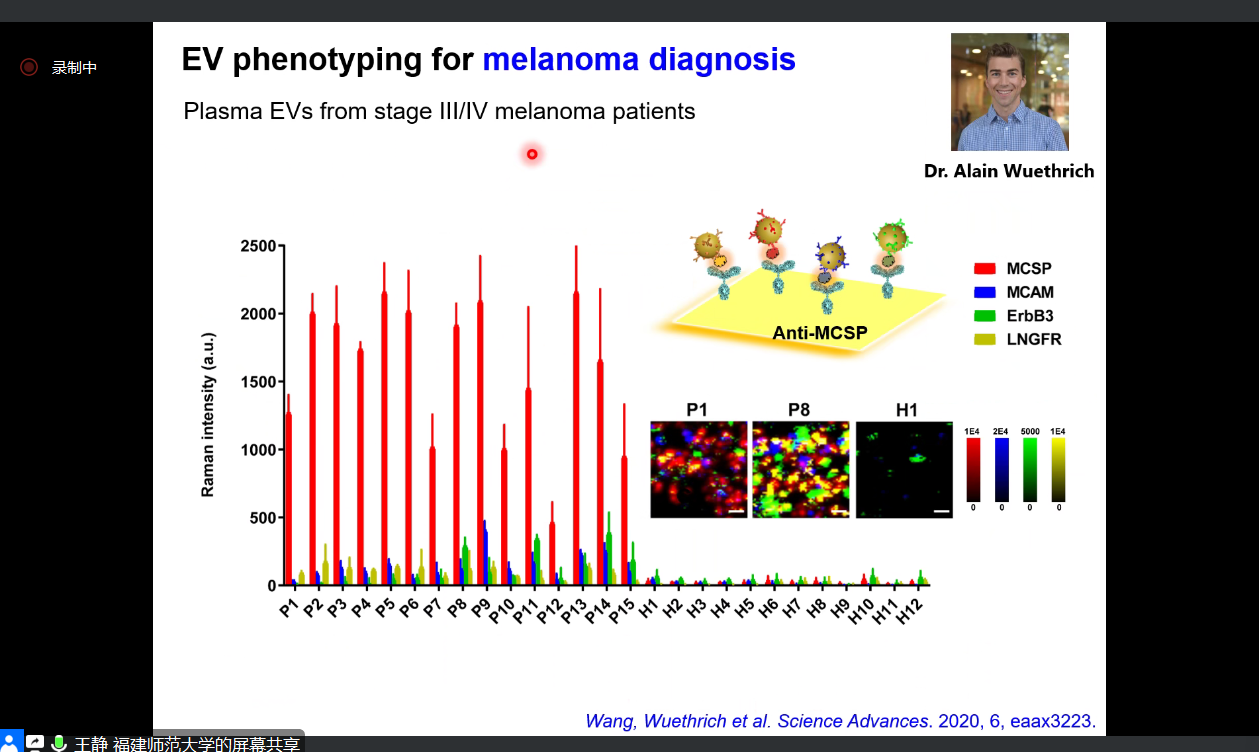 录制中
EV phenotyping for melanoma diagnosis
Plasma EVs from stage III/IV melanoma patients
Dr. Alain Wuethrich
Raman intensity (a.u.)
2500
2000
1500
1000
500
0
P1 P2 P3 P4 P5 P6 P7 P8 P9 P10 P11 P12 P13 P14 P15 H1 H2 H3 H4 H5 H6 H7 H8 H9 H10 H11 H12
Anti-MCSP
MCSP
MCAM
ErbB3
LNGFR
P1 P8 H1
1E4 2E4 5000 1E4
0 0 0 0
Wang, Wuethrich et al. Science Advances. 2020, 6, eaax3223.
王静 福建师范大学的屏幕共享